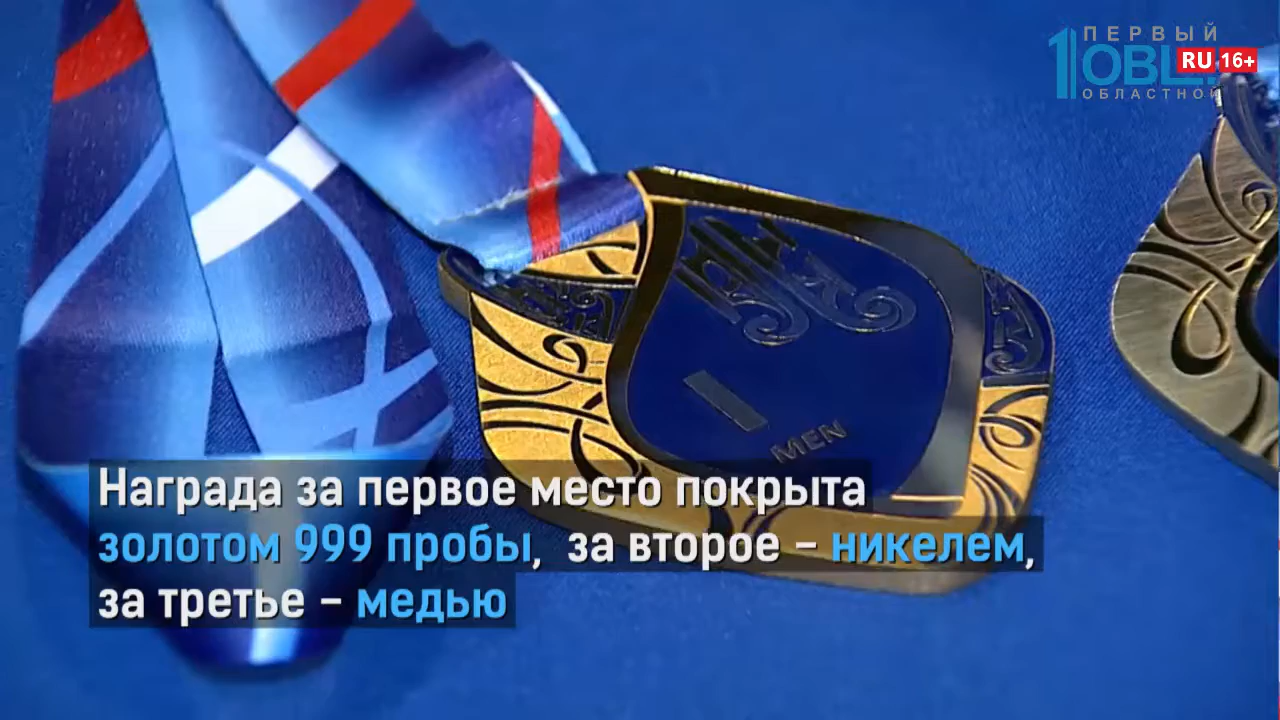 ПЕРВЫЙ
RU 16+
ОБЛАСТНОЙ
MEN
Награда за первое место покрыта
золотом 999 пробы, за второе – никелем,
за третье – медью